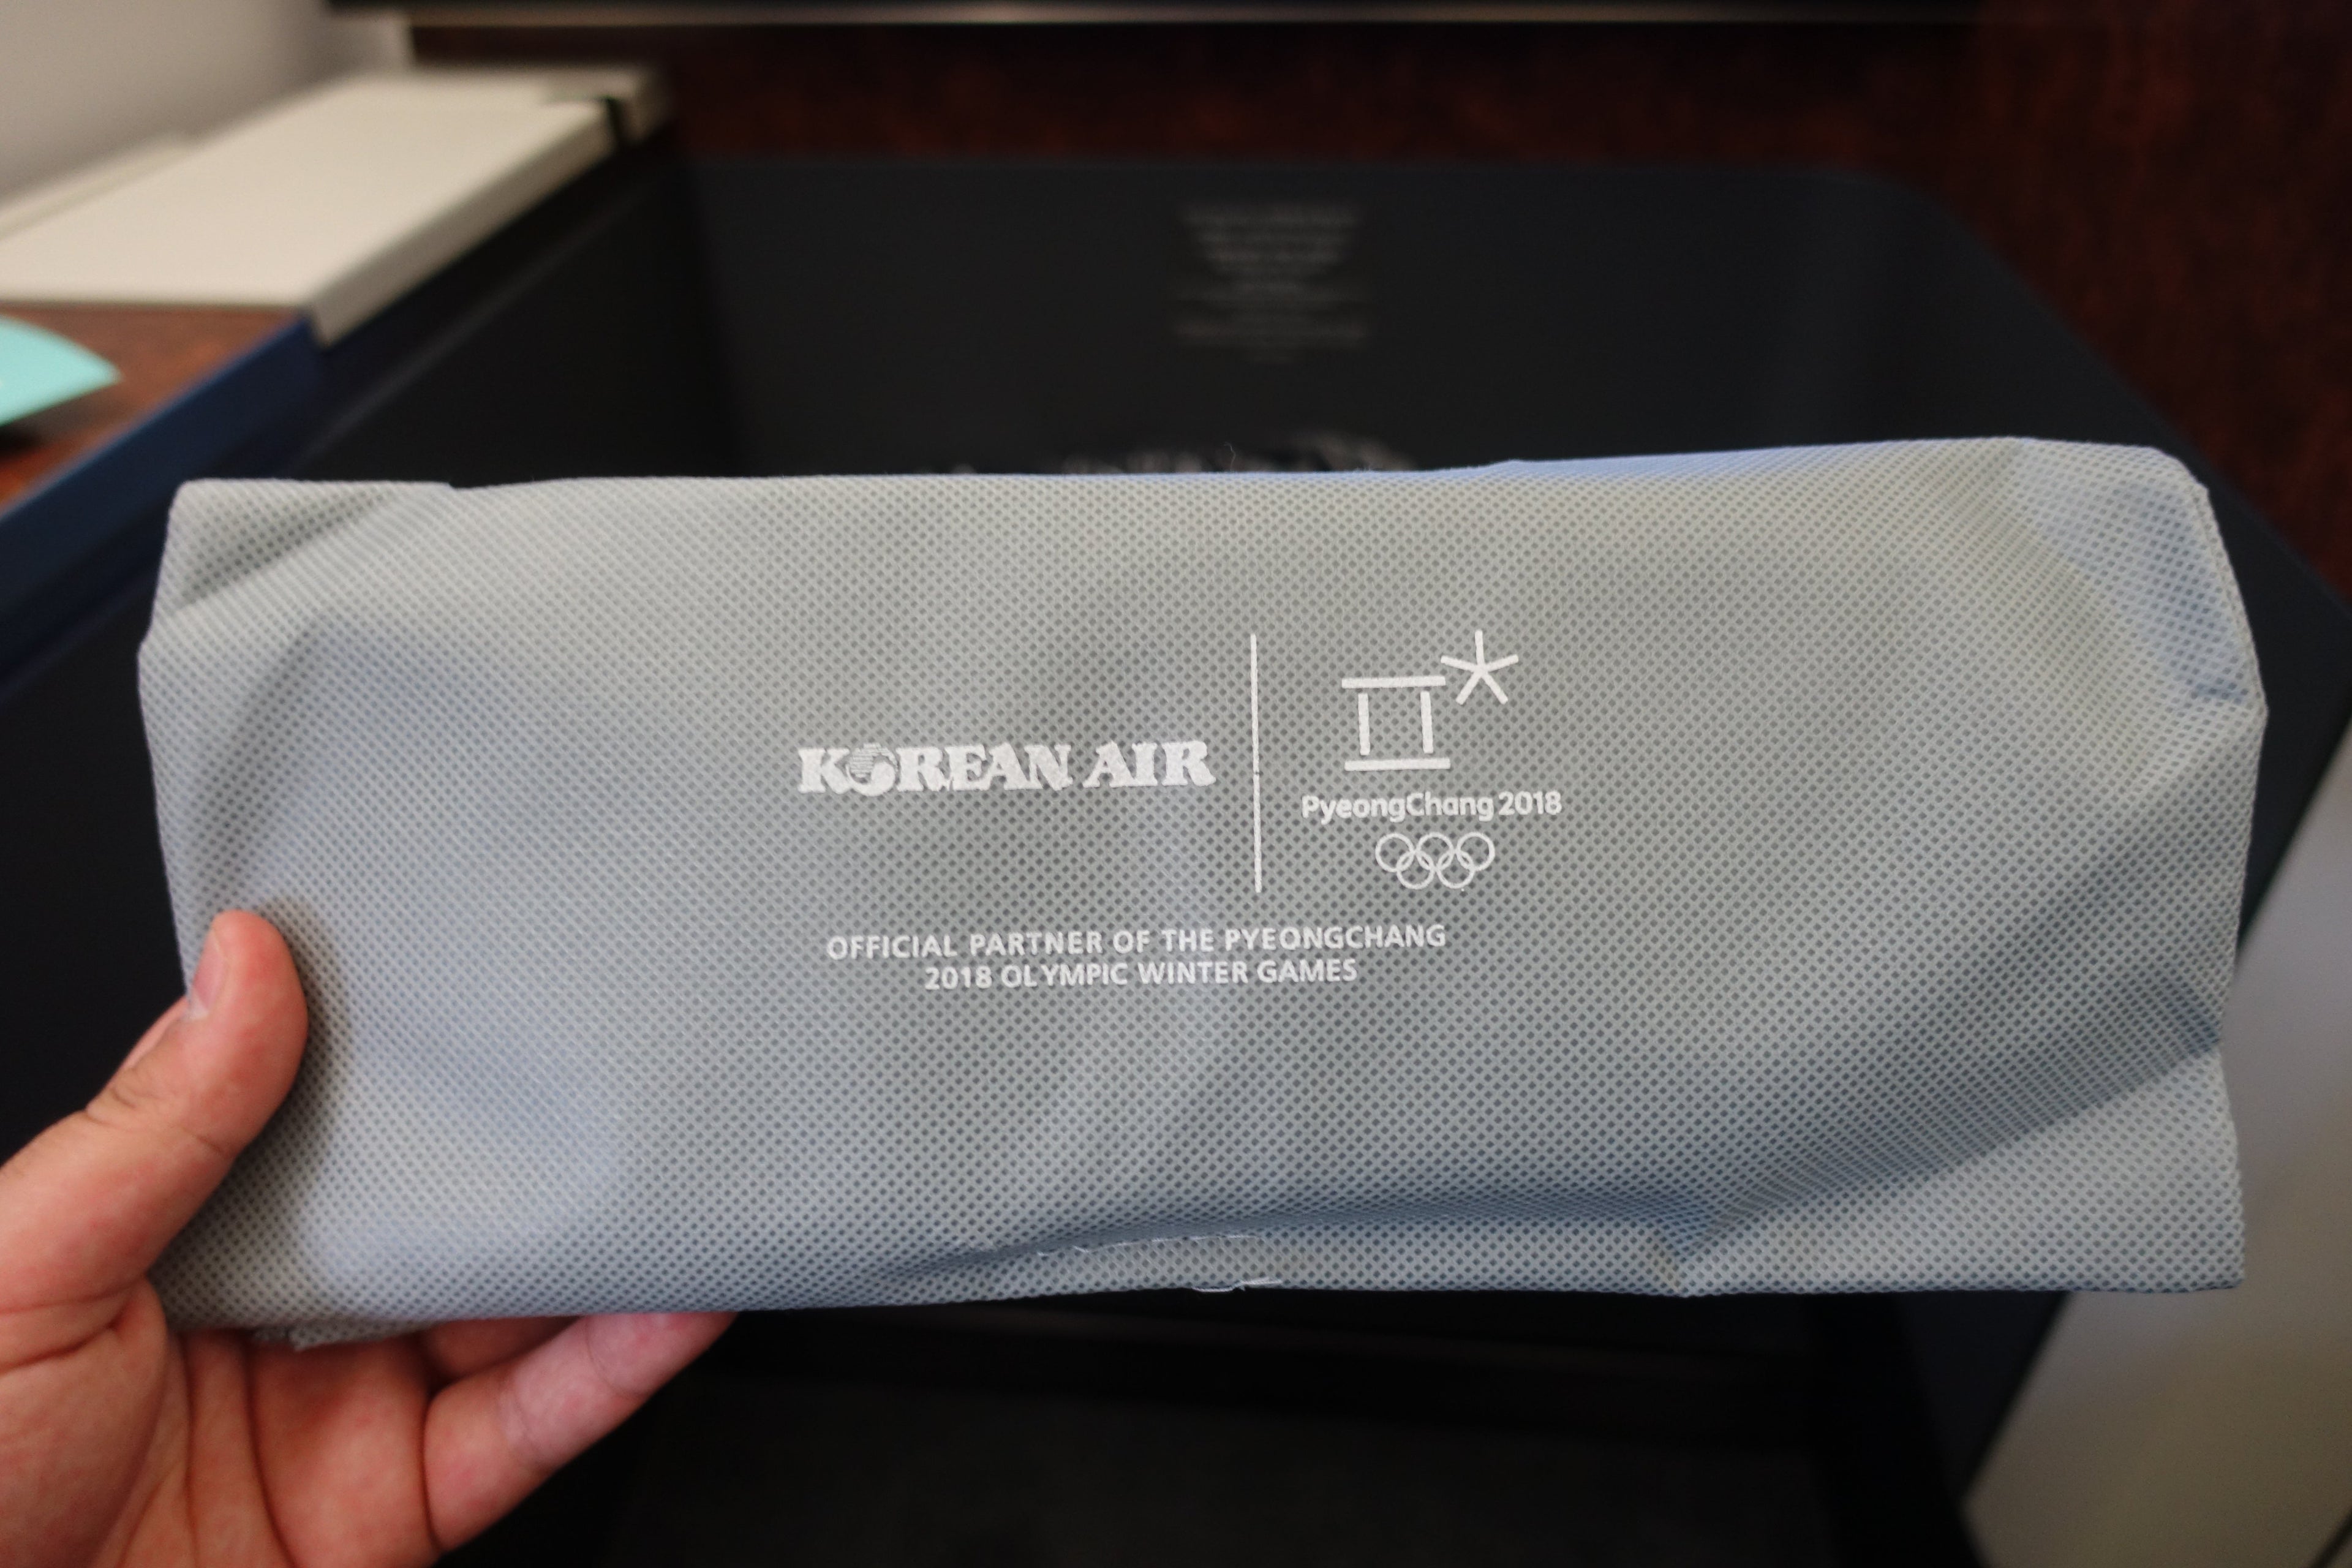 KOREAN AIR
PyeongChang 2018
OFFICIAL PARTNER OF THE PYEONGCHANG
2018 OLYMPIC WINTER GAMES